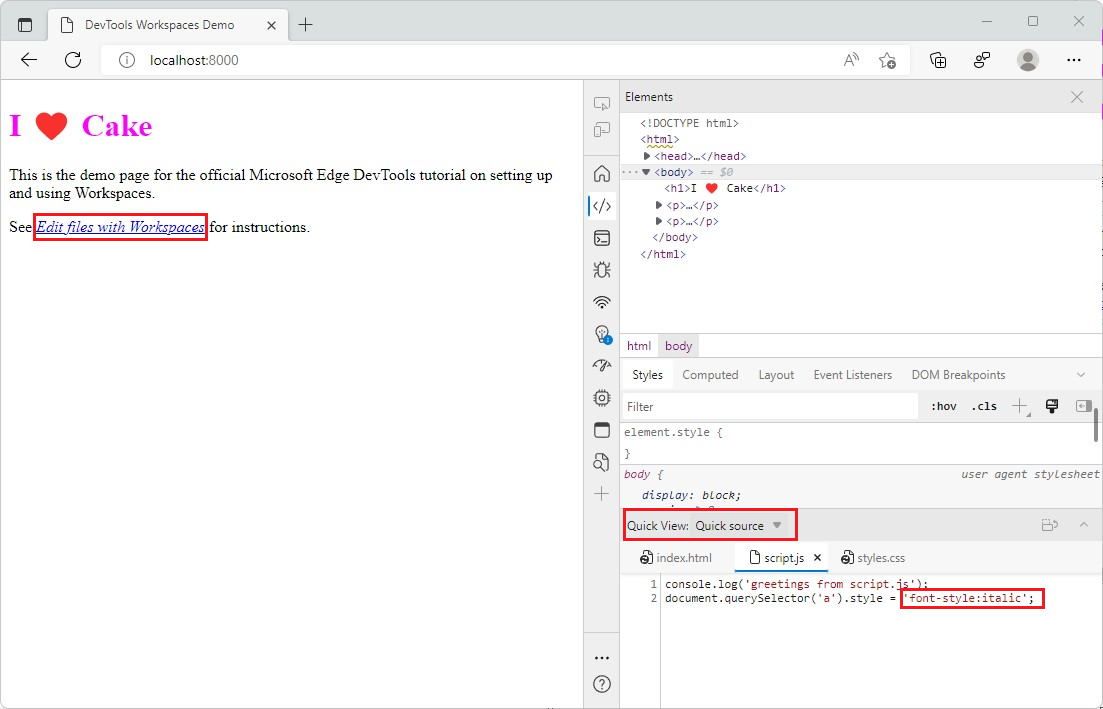 DevTools Workspaces Demo
localhost:8000
I ❤ Cake
This is the demo page for the official Microsoft Edge DevTools tutorial on setting up
and using Workspaces.
See Edit files with Workspaces for instructions.
Elements
<!DOCTYPE html>
<html>
<head>…</head>
··· <body> == $0
<h1>I ❤ Cake</h1>
<p>…</p>
<p>…</p>
</body>
</html>
html body
Styles Computed Layout Event Listeners DOM Breakpoints
Filter :hov .cls
element.style {
}
body { user agent stylesheet
display: block;
Quick View: Quick source
index.html script.js styles.css
1 console.log('greetings from script.js');
2 document.querySelector('a').style = 'font-style:italic';